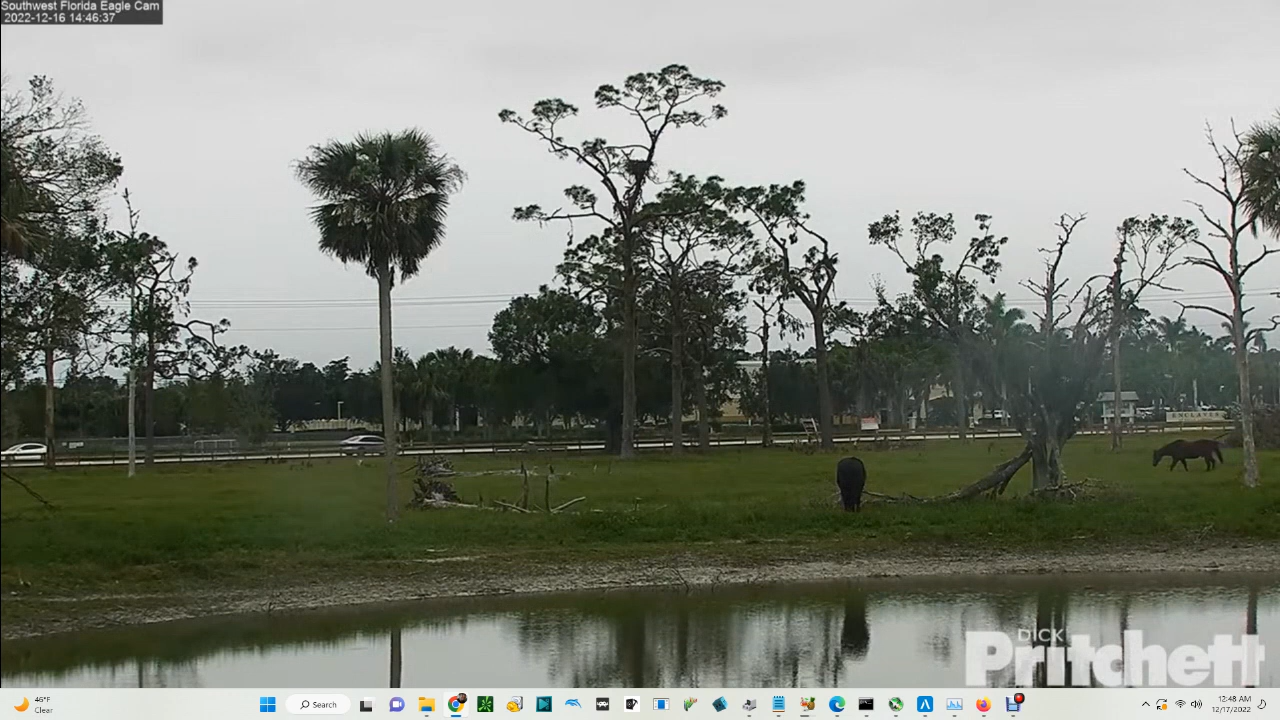 Southwest Florida Eagle Cam
2022-12-16 14:46:37
ENCLAVES
DICK
Pritchett
46°F
Clear
Search
12:48 AM
12/17/2022